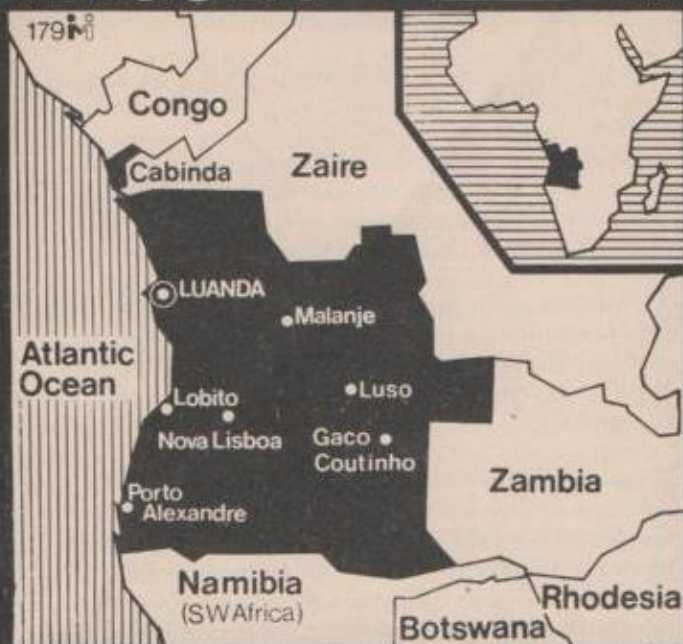 179
Congo
Cabinda
Zaire
LUANDA
Malanje
Atlantic
Ocean
Lobito
Luso
Nova Lisboa
Gaco
Coutinho
Zambia
Porto
Alexandre
Namibia
(SWAfrica)
Rhodesia
Botswana